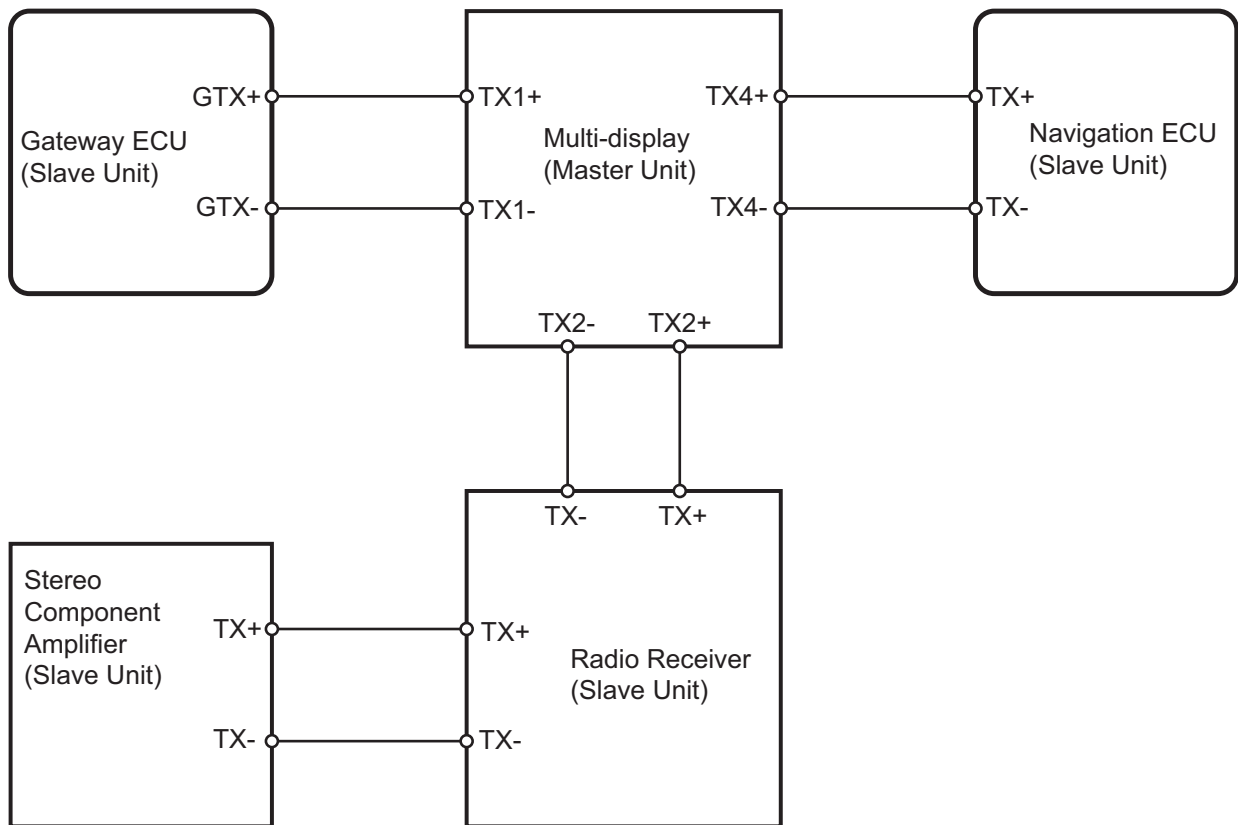 GTX+
Gateway ECU
(Slave Unit)
GTX-
TX1+
TX4+
Multi-display
(Master Unit)
TX1-
TX4-
TX2-
TX2+
TX+
Navigation ECU
(Slave Unit)
TX-
TX-
TX+
Stereo
Component
Amplifier
(Slave Unit)
TX+
TX-
TX+
Radio Receiver
(Slave Unit)
TX-